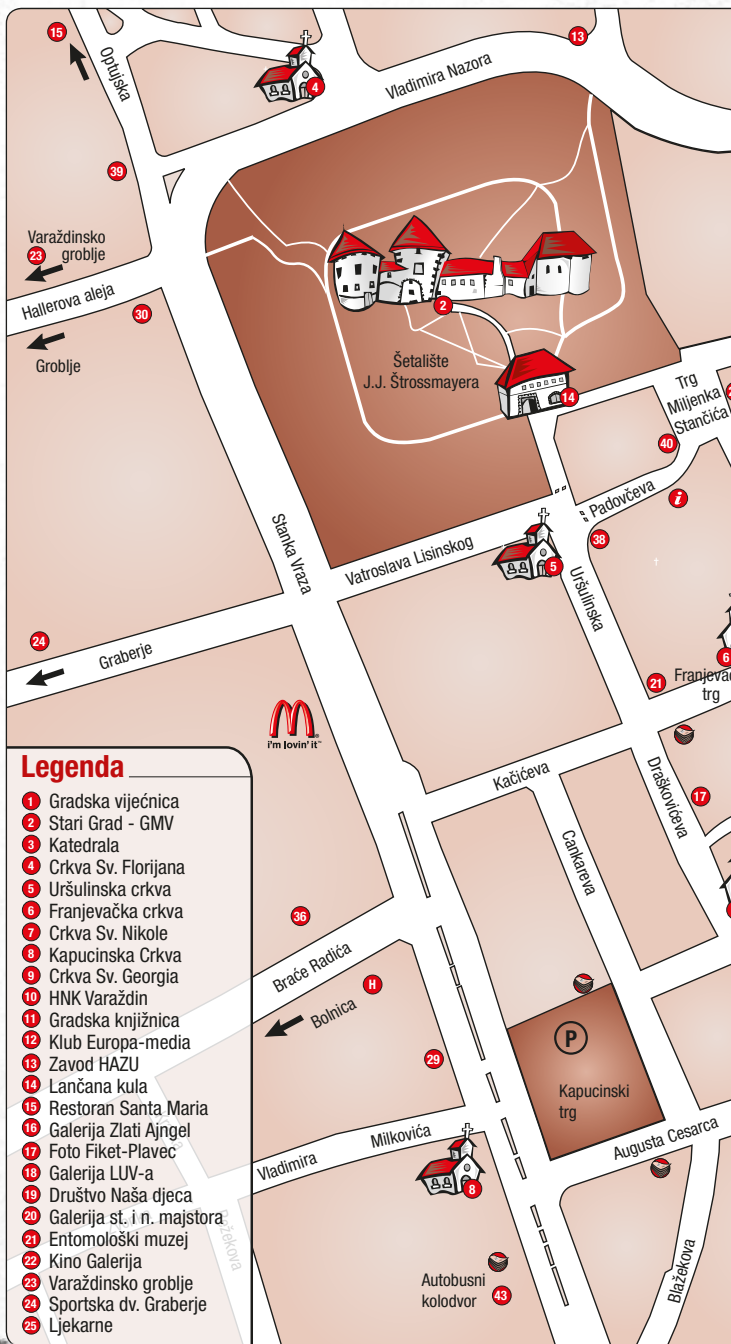 15
Optujska
4
13
Vladimira Nazora
39
Varaždinsko
groblje
23
Hallerova aleja
30
Groblje
2
Šetalište
J.J. Štrossmayera
14
Trg
Miljenka
Stančića
40
i
Padovčeva
38
Stanka Vraza
Vatroslava Lisinskog
5
Uršulinska
24
Graberje
6
21
trg
i'm lovin' it™
Kačićeva
Draškovićeva
17
Cankareva
36
Braće Radića
H
Bolnica
29
P
Kapucinski
trg
Augusta Cesarca
Vladimira Milkovića
8
Autobusni
kolodvor
43
Blažekova
Legenda
1 Gradska vijećnica
2 Stari Grad - GMV
3 Katedrala
4 Crkva Sv. Florijana
5 Uršulinska crkva
6 Franjevačka crkva
7 Crkva Sv. Nikole
8 Kapucinska Crkva
9 Crkva Sv. Georgia
10 HNK Varaždin
11 Gradska knjižnica
12 Klub Europa-media
13 Zavod HAZU
14 Lančana kula
15 Restoran Santa Maria
16 Galerija Zlati Ajngel
17 Foto Fiket-Plavec
18 Galerija LUV-a
19 Društvo Naša djeca
20 Galerija st. i n. majstora
21 Entomološki muzej
22 Kino Galerija
23 Varaždinsko groblje
24 Sportska dv. Graberje
25 Ljekarne